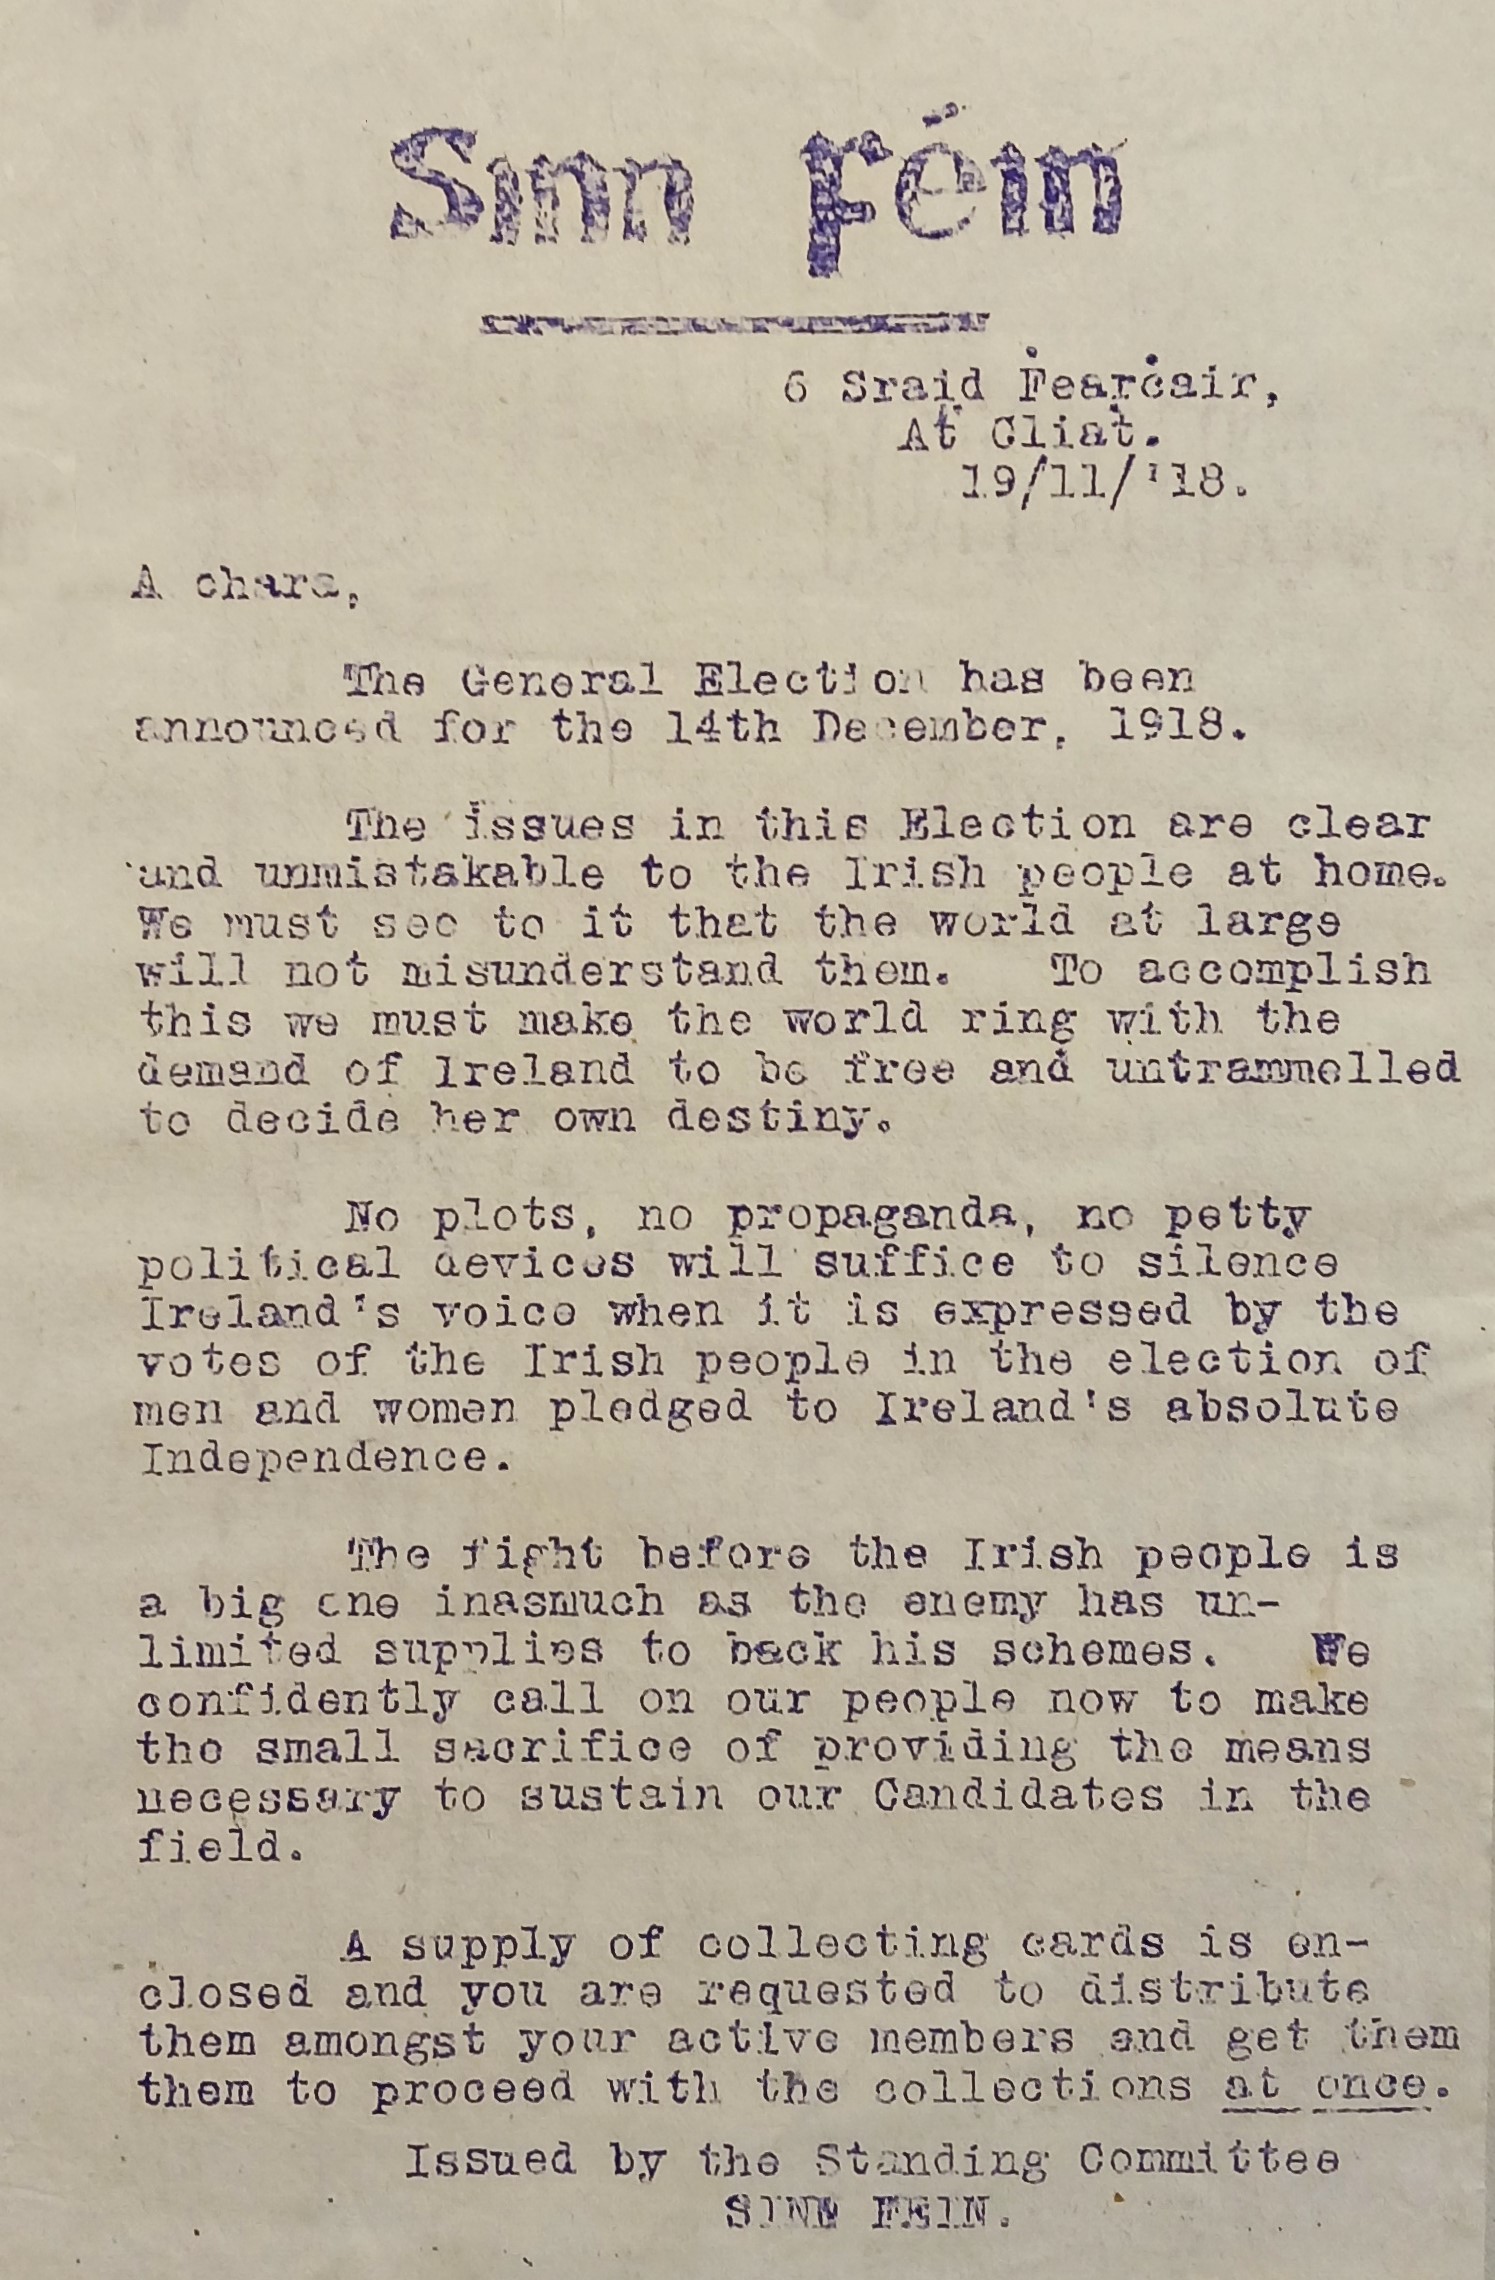 Sinn Féin
6 Sraid Ḟearċair,
Aṫ Cliaṫ.
19/11/'18.
A chara,
The General Election has been
announced for the 14th December, 1918.
The issues in this Election are clear
and unmistakable to the Irish people at home.
We must see to it that the world at large
will not misunderstand them. To accomplish
this we must make the world ring with the
demand of Ireland to be free and untrammelled
to decide her own destiny.
No plots, no propaganda, no petty
political devices will suffice to silence
Ireland's voice when it is expressed by the
votes of the Irish people in the election of
men and women pledged to Ireland's absolute
Independence.
The fight before the Irish people is
a big one inasmuch as the enemy has un-
limited supplies to back his schemes. We
confidently call on our people now to make
the small sacrifice of providing the means
necessary to sustain our Candidates in the
field.
A supply of collecting cards is en-
closed and you are requested to distribute
them amongst your active members and get them
them to proceed with the collections at once.
Issued by the Standing Committee
SINN FEIN.